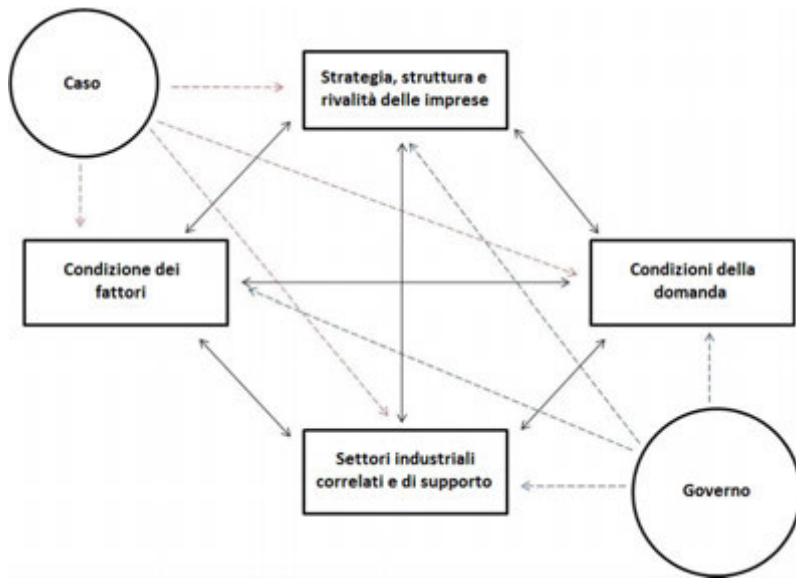 Caso
Strategia, struttura e
rivalità delle imprese
Condizione dei
fattori
Condizioni della
domanda
Settori industriali
correlati e di supporto
Governo